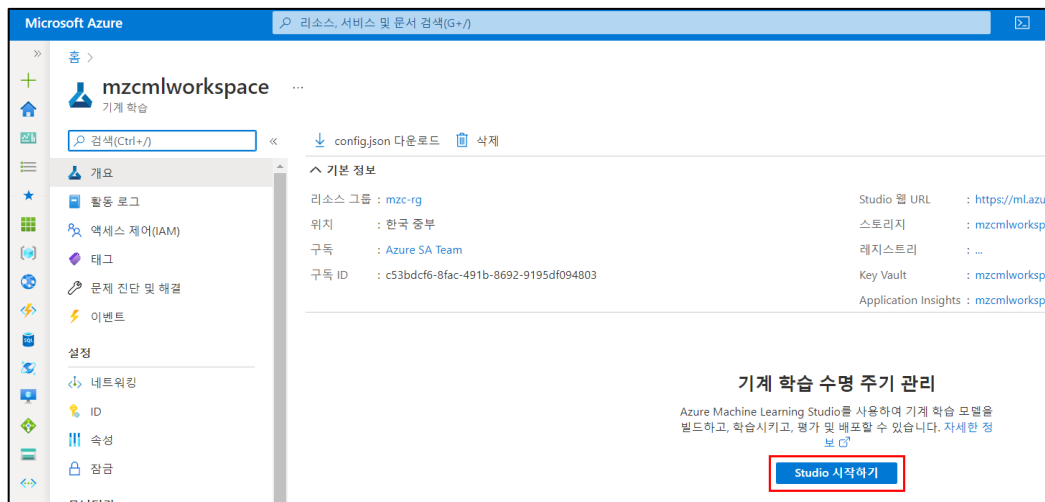 Microsoft Azure
리소스, 서비스 및 문서 검색(G+/)
홈 >
mzcmlworkspace ...
기계 학습
검색(Ctrl+/)
config.json 다운로드 삭제
개요
활동 로그
액세스 제어(IAM)
태그
문제 진단 및 해결
이벤트
설정
네트워킹
ID
속성
잠금
기본 정보
리소스 그룹 : mzc-rg
위치 : 한국 중부
구독 : Azure SA Team
구독 ID : c53bdcf6-8fac-491b-8692-9195df094803
Studio 웹 URL : https://ml.azu
스토리지 : mzcmlworksp
레지스트리 : ...
Key Vault : mzcmlworksp
Application Insights : mzcmlworksp
기계 학습 수명 주기 관리
Azure Machine Learning Studio를 사용하여 기계 학습 모델을
빌드하고, 학습시키고, 평가 및 배포할 수 있습니다. 자세한 정
보
Studio 시작하기